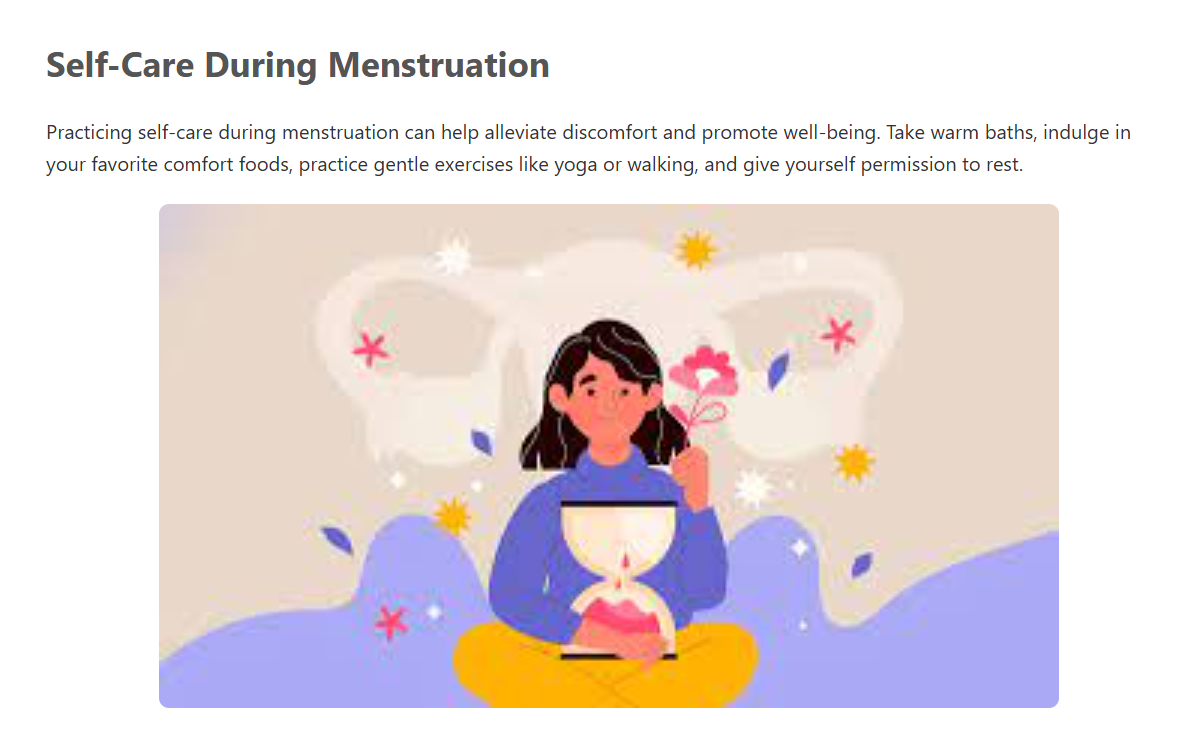 Self-Care During Menstruation
Practicing self-care during menstruation can help alleviate discomfort and promote well-being. Take warm baths, indulge in
your favorite comfort foods, practice gentle exercises like yoga or walking, and give yourself permission to rest.